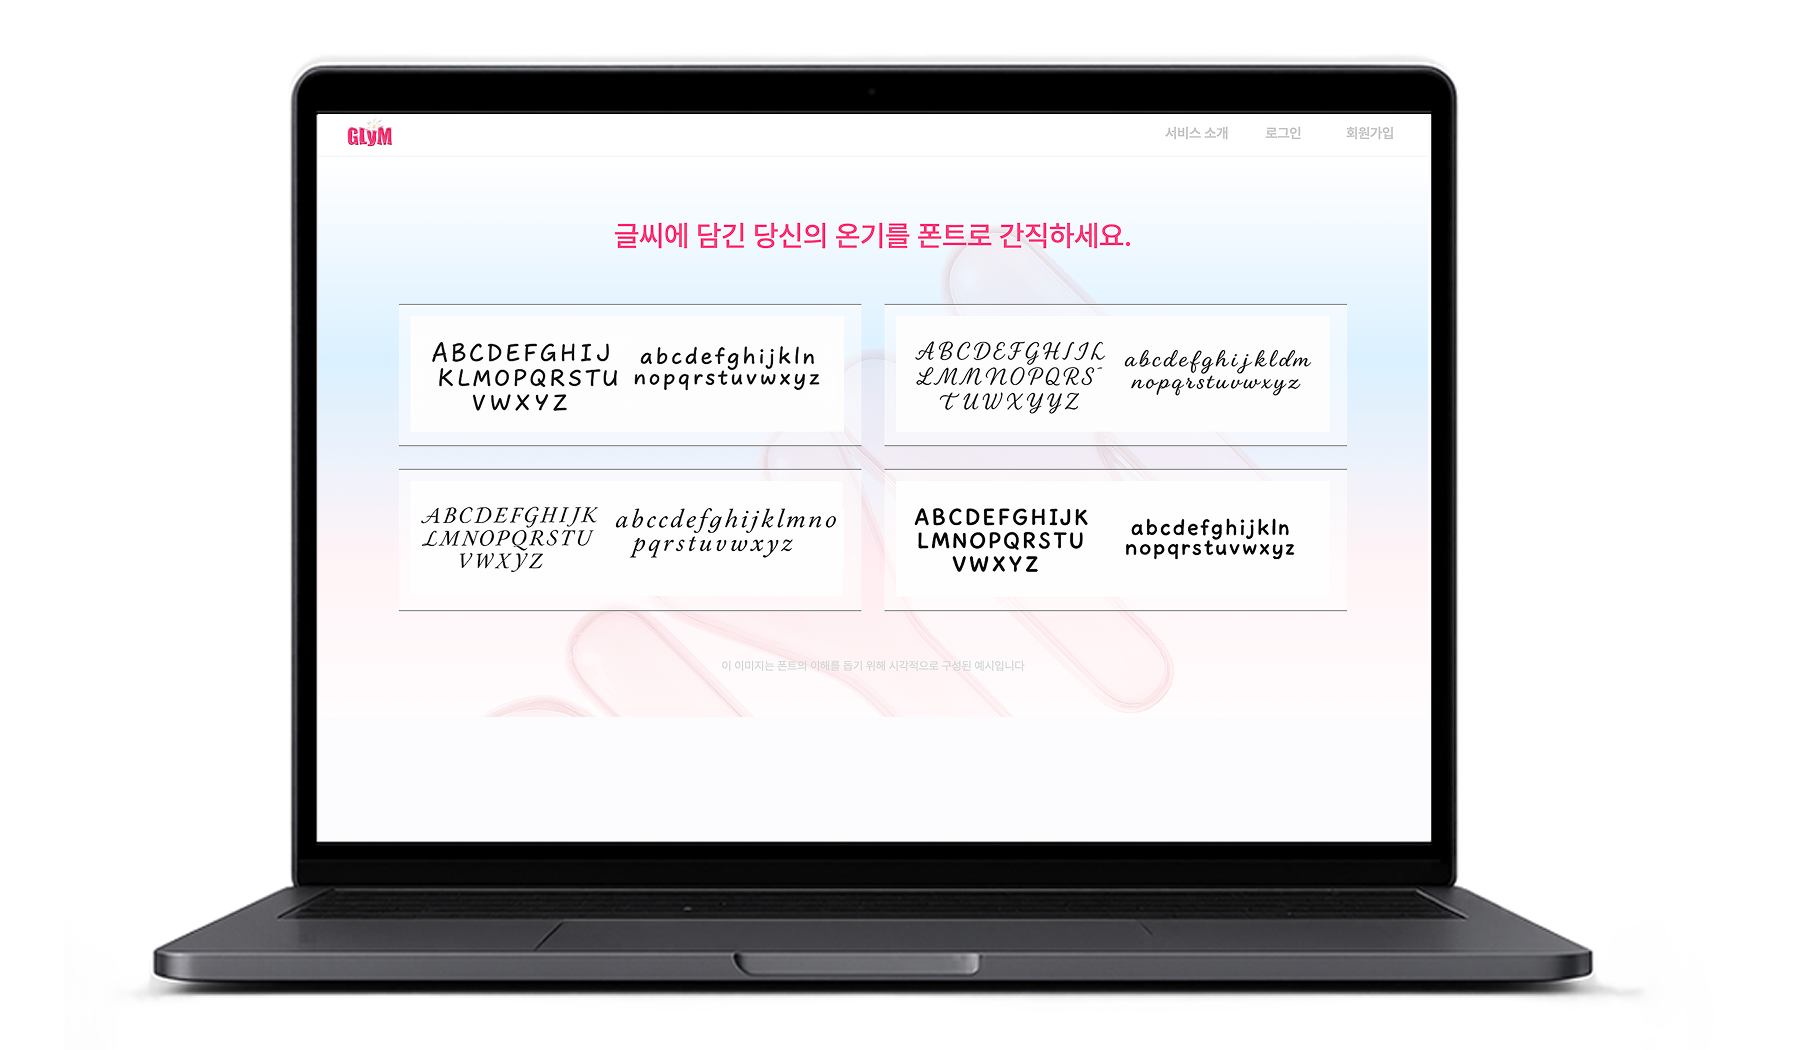 GLyM
서비스 소개 로그인 회원가입
글씨에 담긴 당신의 온기를 폰트로 간직하세요.
ABCDEFGHIJ
KLMOPQRSTU
VWXYZ
abcdefghijkln
nopqrstuvwxyz
ABCDEFGHIJL
LMMNOPQRS
TUWXYYZ
abcdefghijkldm
nopqrstuvwxyz
ABCDEFGHIJK
LMNOPQRSTU
VWXYZ
abccdefghijklmno
pqrstuvwxyz
ABCDEFGHIJK
LMNOPQRSTU
VWXYZ
abcdefghijkln
nopqrstuvwxyz
이 이미지는 폰트의 이해를 돕기 위해 시각적으로 구성된 예시입니다